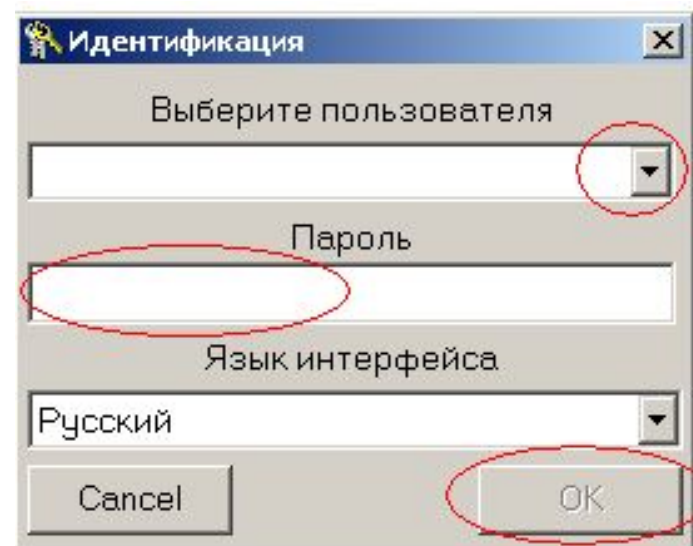 Идентификация
Выберите пользователя
Пароль
Язык интерфейса
Русский
Cancel OK